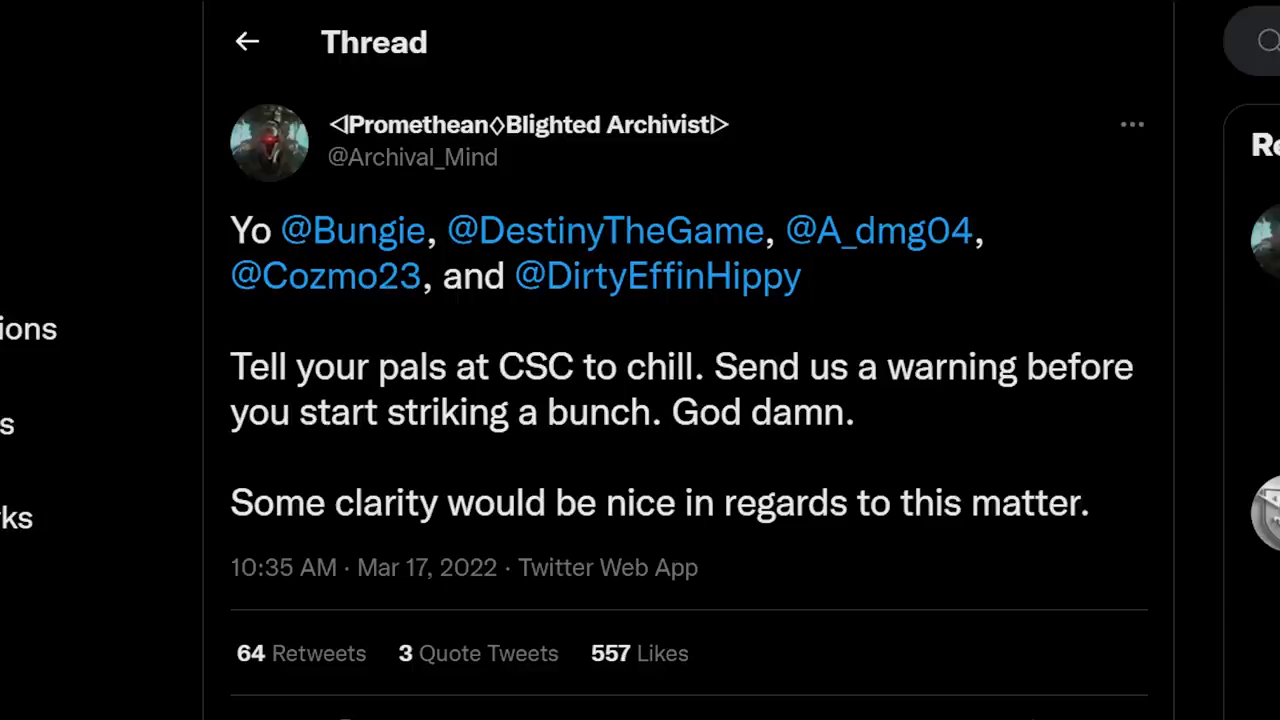 Thread
◁Promethean◊Blighted Archivist▷
@Archival_Mind
Yo @Bungie, @DestinyTheGame, @A_dmg04,
@Cozmo23, and @DirtyEffinHippy
Tell your pals at CSC to chill. Send us a warning before
you start striking a bunch. God damn.
Some clarity would be nice in regards to this matter.
10:35 AM · Mar 17, 2022 · Twitter Web App
64 Retweets 3 Quote Tweets 557 Likes
ions
s
ks
Re